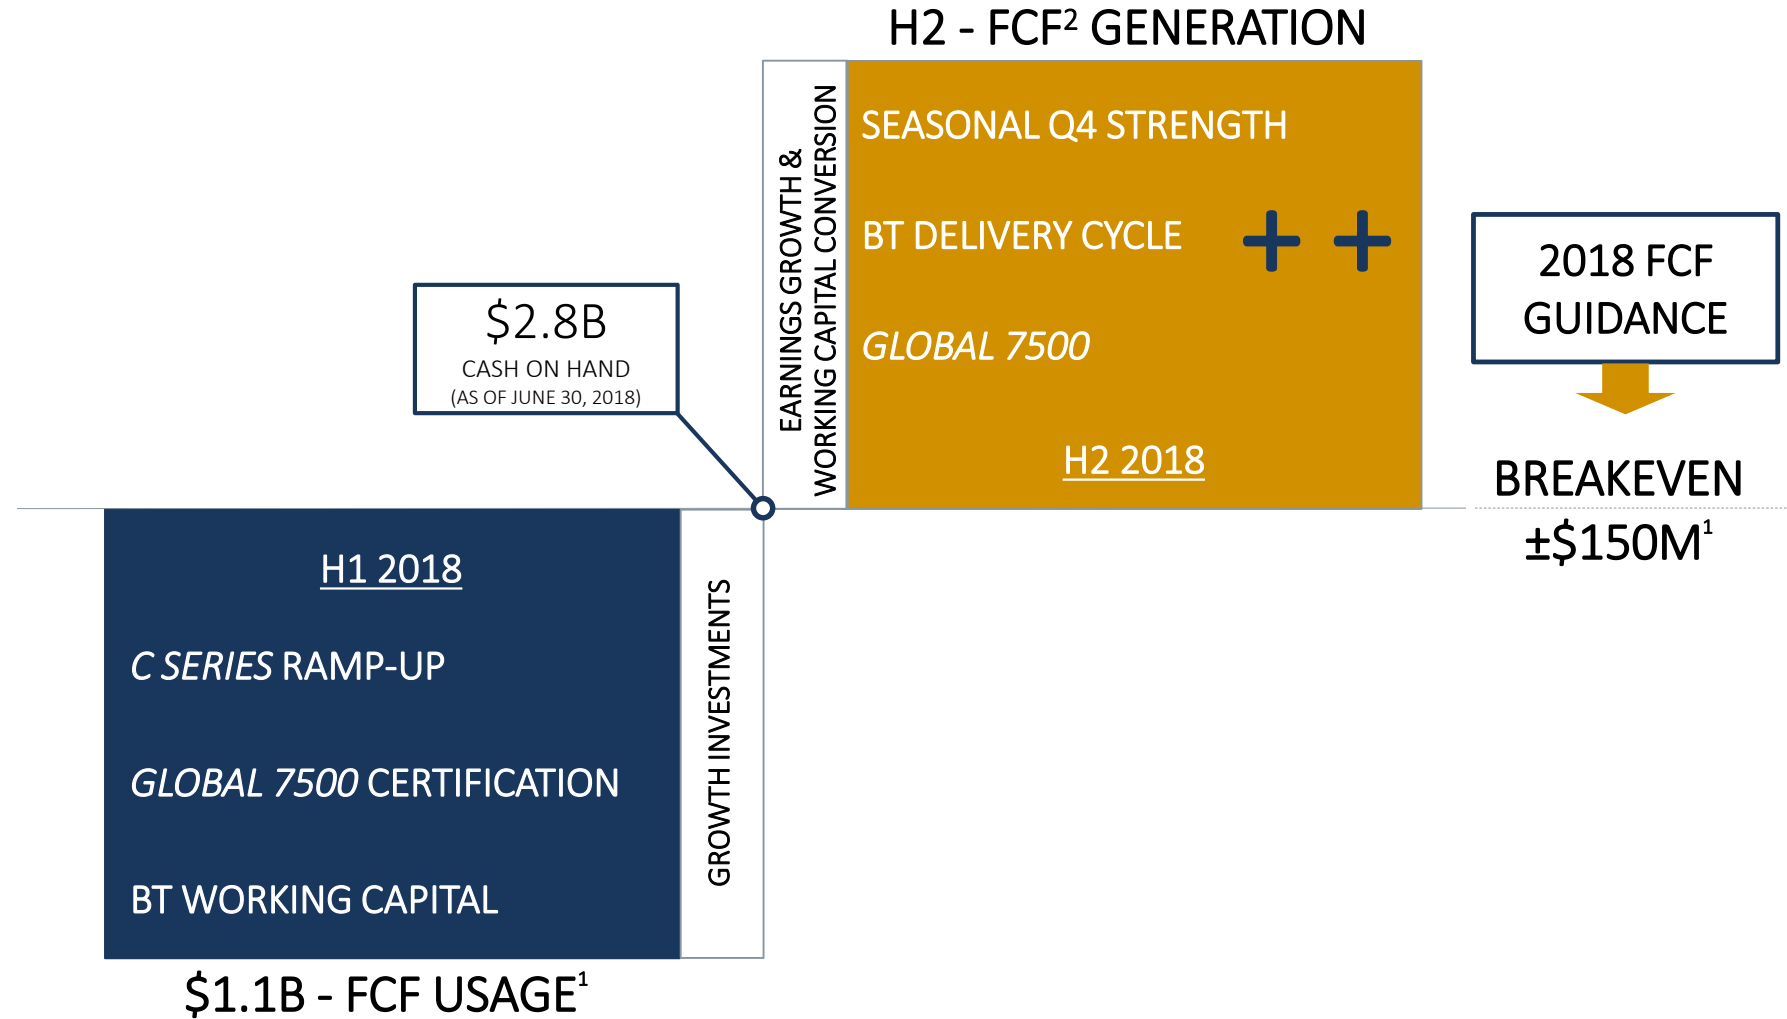 H2 - FCF² GENERATION
EARNINGS GROWTH &
WORKING CAPITAL CONVERSION
SEASONAL Q4 STRENGTH
BT DELIVERY CYCLE
++
GLOBAL 7500
H2 2018
$2.8B
CASH ON HAND
(AS OF JUNE 30, 2018)
2018 FCF
GUIDANCE
BREAKEVEN
±$150M¹
H1 2018
C SERIES RAMP-UP
GLOBAL 7500 CERTIFICATION
BT WORKING CAPITAL
GROWTH INVESTMENTS
$1.1B - FCF USAGE¹